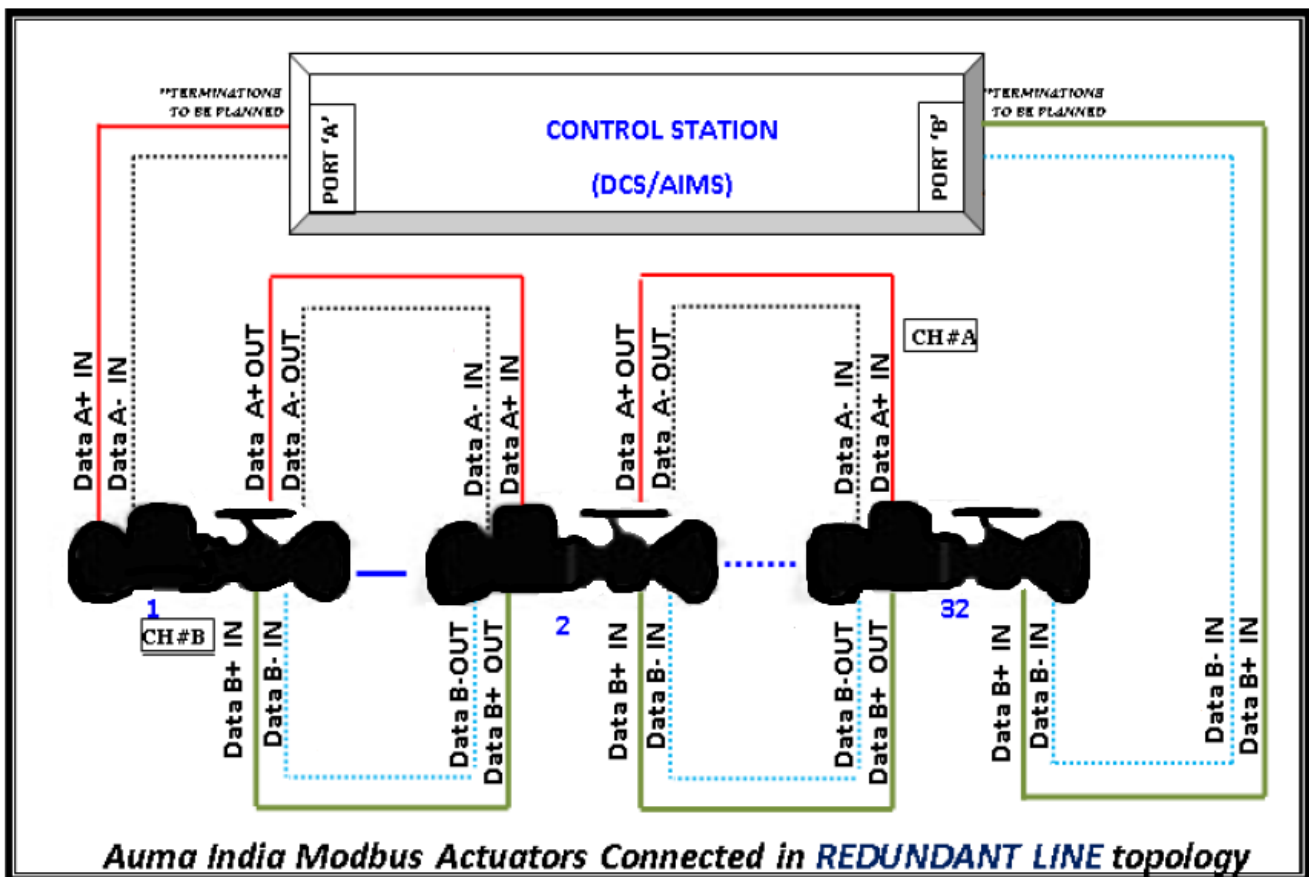 "TERMINATIONS
TO BE PLANNED
"TERMINATIONS
TO BE PLANNED
PORT 'A'
CONTROL STATION
(DCS/AIMS)
PORT 'B'
CH#A
Data A+ IN
Data A- IN
Data A+ OUT
Data A- OUT
Data A- IN
Data A+ IN
Data A+ OUT
Data A- OUT
Data A- IN
Data A+ IN
1
2
32
CH#B
Data B+ IN
Data B- IN
Data B-OUT
Data B+ OUT
Data B+ IN
Data B- IN
Data B-OUT
Data B+ OUT
Data B+ IN
Data B- IN
Data B- IN
Data B+ IN
Auma India Modbus Actuators Connected in REDUNDANT LINE topology